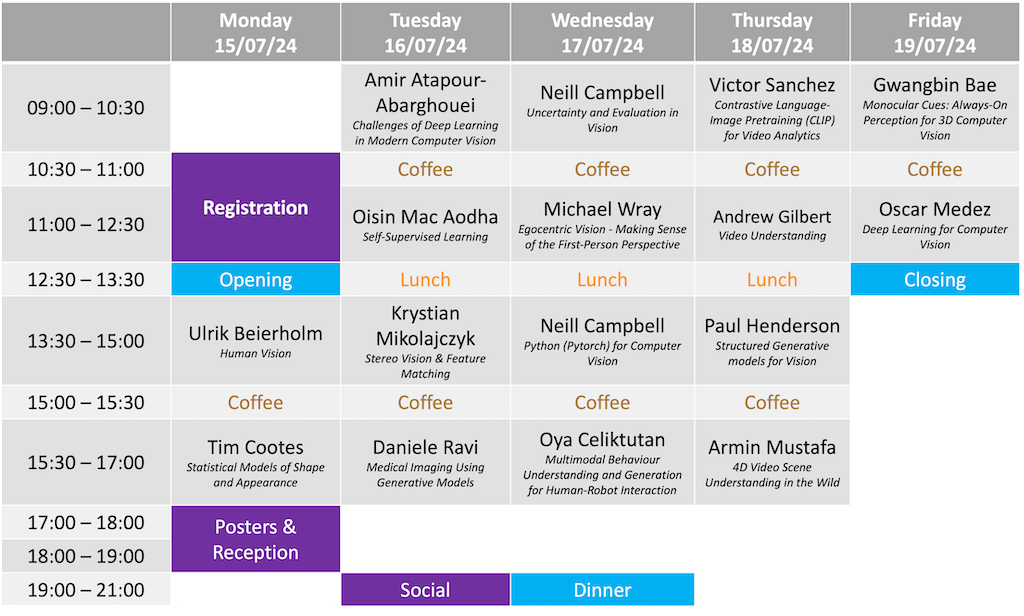 Monday
15/07/24
Tuesday
16/07/24
Wednesday
17/07/24
Thursday
18/07/24
Friday
19/07/24
09:00 – 10:30
Amir Atapour-
Abarghouei
Challenges of Deep Learning
in Modern Computer Vision
Neill Campbell
Uncertainty and Evaluation in
Vision
Victor Sanchez
Contrastive Language-
Image Pretraining (CLIP)
for Video Analytics
Gwangbin Bae
Monocular Cues: Always-On
Perception for 3D Computer
Vision
10:30 – 11:00
Coffee
Coffee
Coffee
Coffee
Registration
11:00 – 12:30
Oisin Mac Aodha
Self-Supervised Learning
Michael Wray
Egocentric Vision - Making Sense
of the First-Person Perspective
Andrew Gilbert
Video Understanding
Oscar Medez
Deep Learning for Computer
Vision
12:30 – 13:30
Opening
Lunch
Lunch
Lunch
Closing
13:30 – 15:00
Ulrik Beierholm
Human Vision
Krystian
Mikolajczyk
Stereo Vision & Feature
Matching
Neill Campbell
Python (Pytorch) for Computer
Vision
Paul Henderson
Structured Generative
models for Vision
15:00 – 15:30
Coffee
Coffee
Coffee
Coffee
15:30 – 17:00
Tim Cootes
Statistical Models of Shape
and Appearance
Daniele Ravi
Medical Imaging Using
Generative Models
Oya Celiktutan
Multimodal Behaviour
Understanding and Generation
for Human-Robot Interaction
Armin Mustafa
4D Video Scene
Understanding in the Wild
17:00 – 18:00
Posters &
Reception
18:00 – 19:00
19:00 – 21:00
Social
Dinner